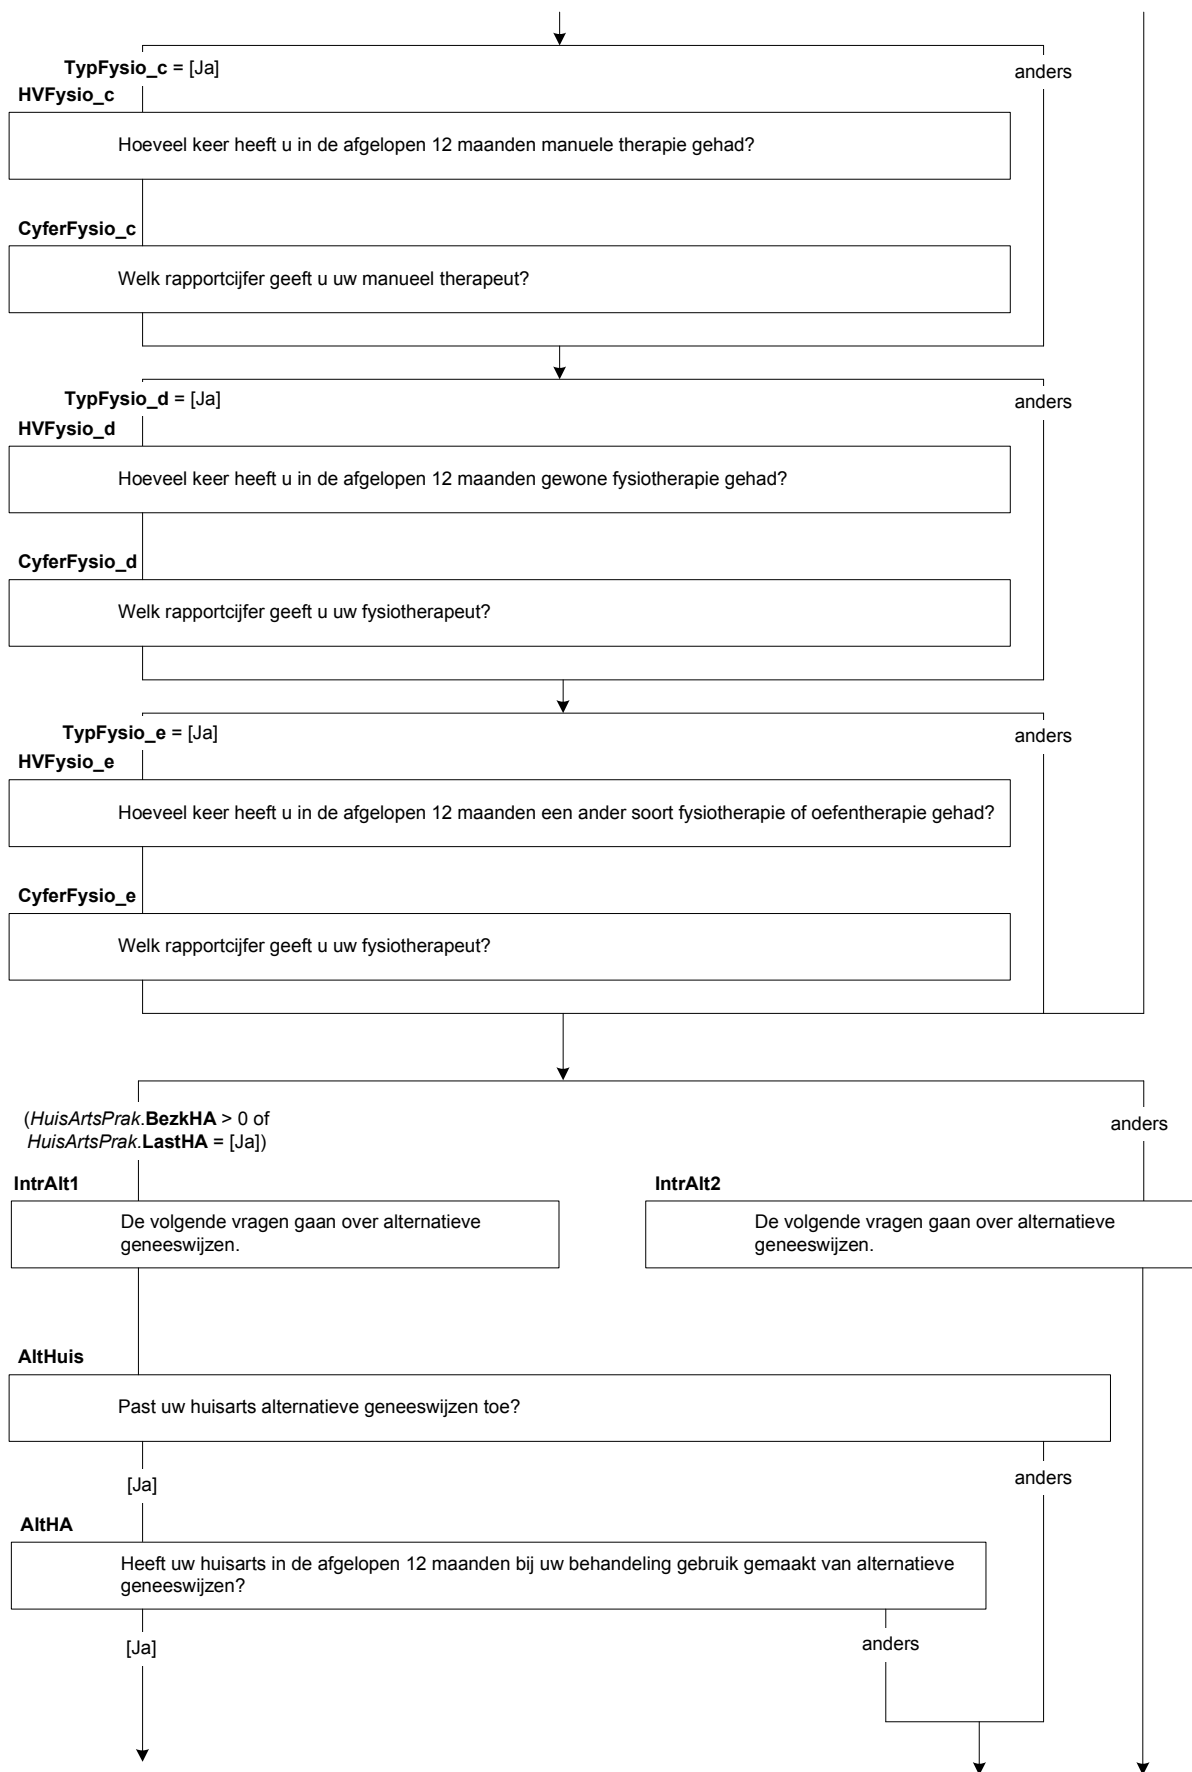 TypFysio_c = [Ja]
anders
HVFysio_c
Hoeveel keer heeft u in de afgelopen 12 maanden manuele therapie gehad?
CyferFysio_c
Welk rapportcijfer geeft u uw manueel therapeut?
TypFysio_d = [Ja]
anders
HVFysio_d
Hoeveel keer heeft u in de afgelopen 12 maanden gewone fysiotherapie gehad?
CyferFysio_d
Welk rapportcijfer geeft u uw fysiotherapeut?
TypFysio_e = [Ja]
anders
HVFysio_e
Hoeveel keer heeft u in de afgelopen 12 maanden een ander soort fysiotherapie of oefentherapie gehad?
CyferFysio_e
Welk rapportcijfer geeft u uw fysiotherapeut?
(HuisArtsPrak.BezkHA > 0 of
HuisArtsPrak.LastHA = [Ja])
anders
IntrAlt1
De volgende vragen gaan over alternatieve
geneeswijzen.
IntrAlt2
De volgende vragen gaan over alternatieve
geneeswijzen.
AltHuis
Past uw huisarts alternatieve geneeswijzen toe?
[Ja]
anders
AltHA
Heeft uw huisarts in de afgelopen 12 maanden bij uw behandeling gebruik gemaakt van alternatieve
geneeswijzen?
[Ja]
anders